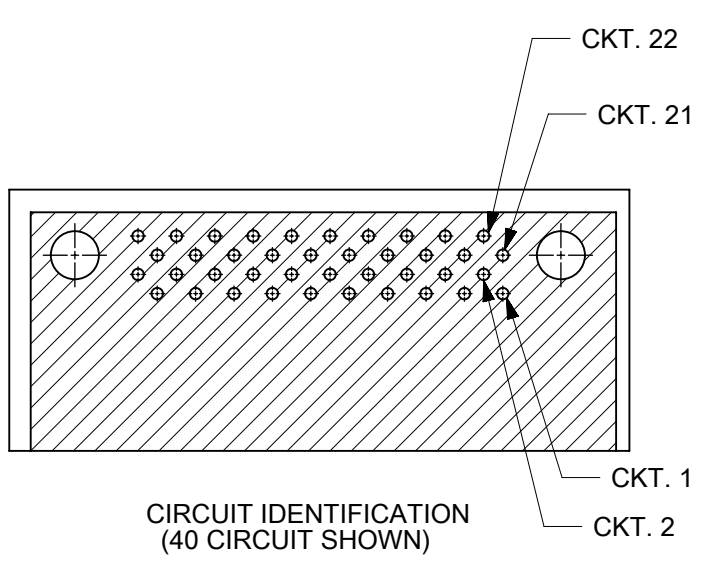 CKT. 22
CKT. 21
CKT. 1
CIRCUIT IDENTIFICATION
(40 CIRCUIT SHOWN)
CKT. 2